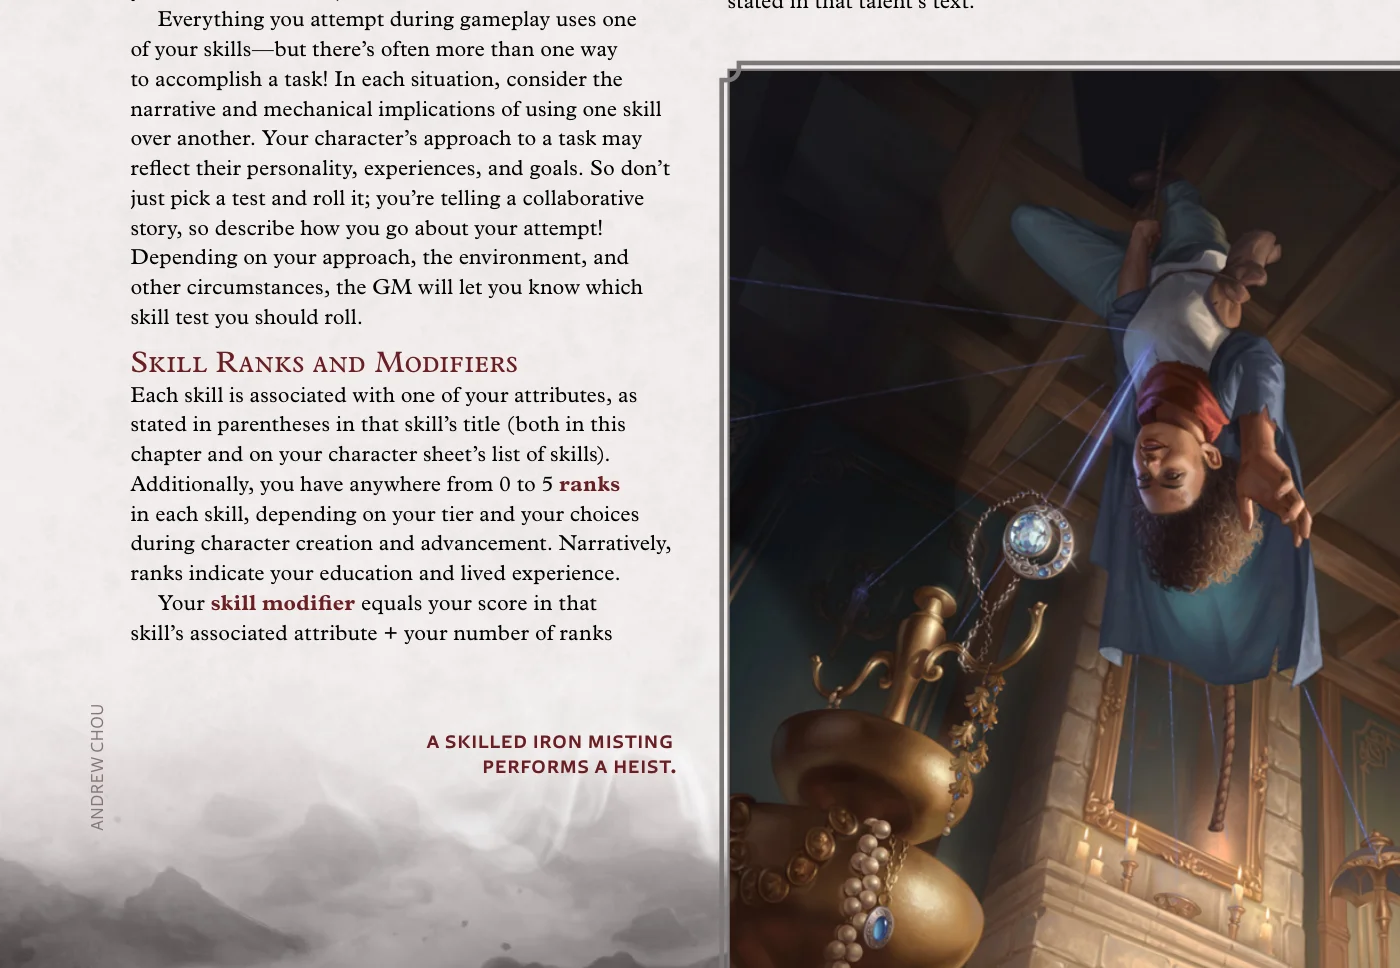 Everything you attempt during gameplay uses one
of your skills—but there’s often more than one way
to accomplish a task! In each situation, consider the
narrative and mechanical implications of using one skill
over another. Your character’s approach to a task may
reflect their personality, experiences, and goals. So don’t
just pick a test and roll it; you’re telling a collaborative
story, so describe how you go about your attempt!
Depending on your approach, the environment, and
other circumstances, the GM will let you know which
skill test you should roll.
Skill Ranks and Modifiers
Each skill is associated with one of your attributes, as
stated in parentheses in that skill’s title (both in this
chapter and on your character sheet’s list of skills).
Additionally, you have anywhere from 0 to 5 ranks
in each skill, depending on your tier and your choices
during character creation and advancement. Narratively,
ranks indicate your education and lived experience.
Your skill modifier equals your score in that
skill’s associated attribute + your number of ranks
ANDREW CHOU
A SKILLED IRON MISTING
PERFORMS A HEIST.
stated in that talent’s text.